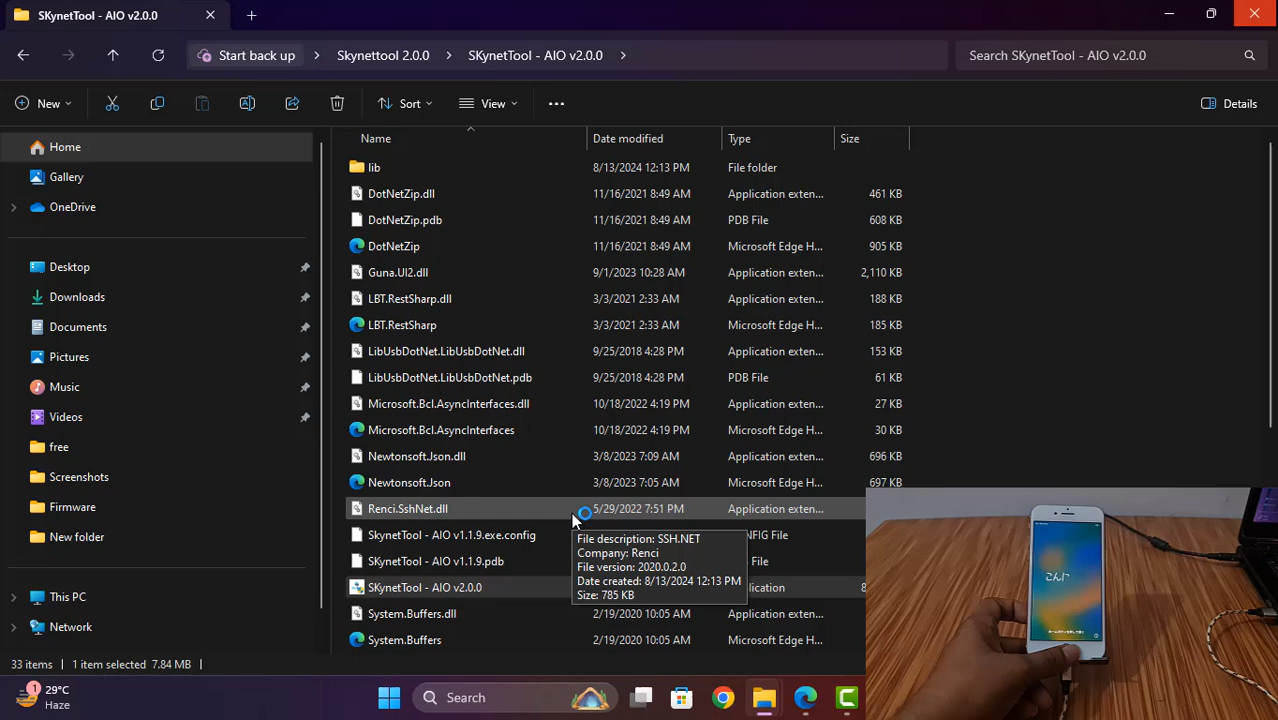 SKynetTool - AIO v2.0.0
Start back up
Skynettool 2.0.0
SKynetTool - AIO v2.0.0
Search SKynetTool - AIO v2.0.0
New
Sort
View
Details
Home
Gallery
OneDrive
Desktop
Downloads
Documents
Pictures
Music
Videos
free
Screenshots
Firmware
New folder
This PC
Network
Name Date modified Type Size
lib 8/13/2024 12:13 PM File folder
DotNetZip.dll 11/16/2021 8:49 AM Application exten... 461 KB
DotNetZip.pdb 11/16/2021 8:49 AM PDB File 608 KB
DotNetZip 11/16/2021 8:49 AM Microsoft Edge H... 905 KB
Guna.UI2.dll 9/1/2023 10:28 AM Application exten... 2,110 KB
LBT.RestSharp.dll 3/3/2021 2:33 AM Application exten... 188 KB
LBT.RestSharp 3/3/2021 2:33 AM Microsoft Edge H... 185 KB
LibUsbDotNet.LibUsbDotNet.dll 9/25/2018 4:28 PM Application exten... 153 KB
LibUsbDotNet.LibUsbDotNet.pdb 9/25/2018 4:28 PM PDB File 61 KB
Microsoft.Bcl.AsyncInterfaces.dll 10/18/2022 4:19 PM Application exten... 27 KB
Microsoft.Bcl.AsyncInterfaces 10/18/2022 4:19 PM Microsoft Edge H... 30 KB
Newtonsoft.Json.dll 3/8/2023 7:09 AM Application exten... 696 KB
Newtonsoft.Json 3/8/2023 7:05 AM Microsoft Edge H... 697 KB
Renci.SshNet.dll 5/29/2022 7:51 PM Application exten...
SkynetTool - AIO v1.1.9.exe.config NFIG File
SKynetTool - AIO v1.1.9.pdb File
SKynetTool - AIO v2.0.0 ication 8
System.Buffers.dll 2/19/2020 10:05 AM Application exten...
System.Buffers 2/19/2020 10:05 AM Microsoft Edge H...
File description: SSH.NET
Company: Renci
File version: 2020.0.2.0
Date created: 8/13/2024 12:13 PM
Size: 785 KB
こんに
33 items
1 item selected 7.84 MB
1
29°C
Haze
Search